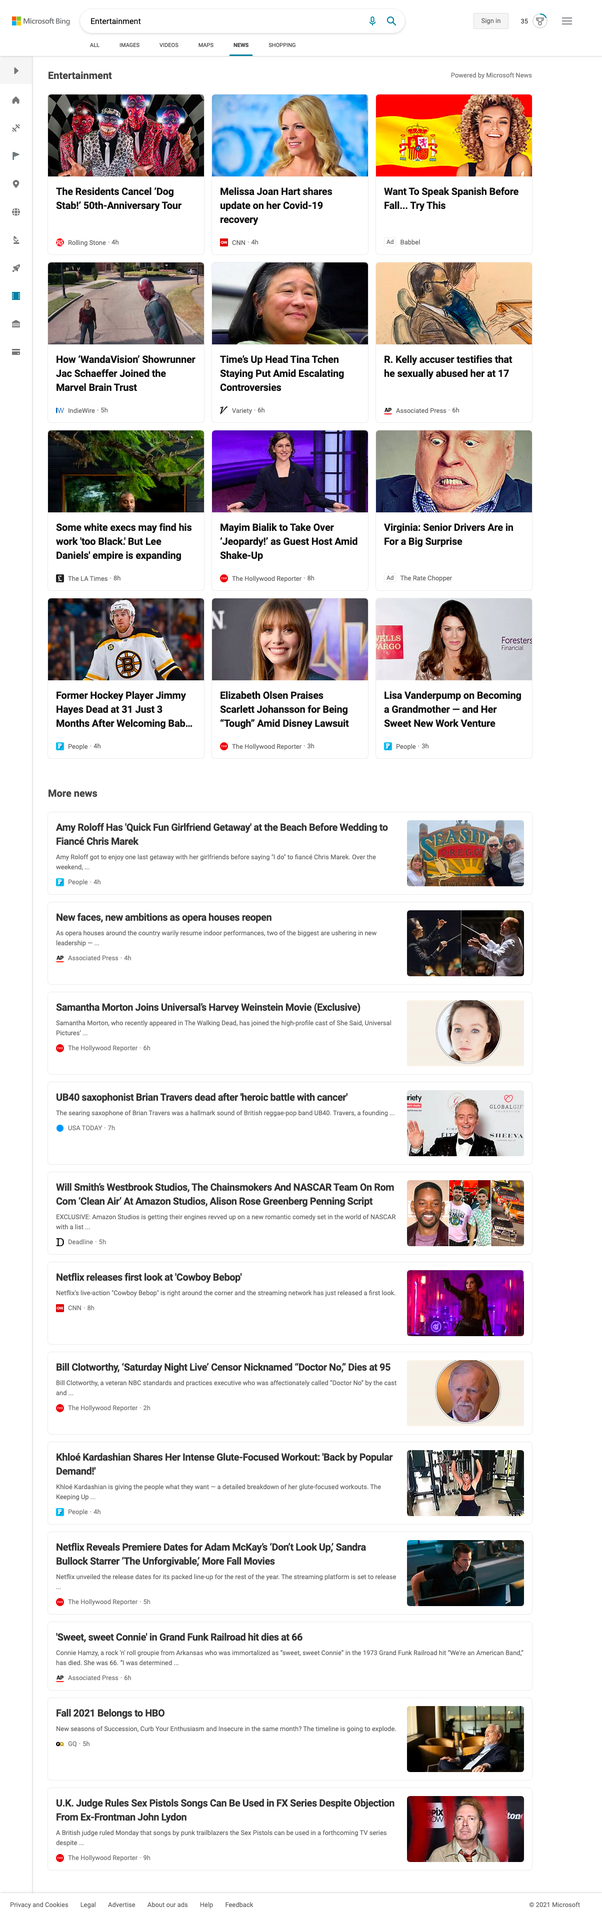 Microsoft Bing
Entertainment
Sign in
35
ALL IMAGES VIDEOS MAPS NEWS SHOPPING
Entertainment
Powered by Microsoft News
The Residents Cancel ‘Dog
Stab!’ 50th-Anniversary Tour
Rolling Stone · 4h
Melissa Joan Hart shares
update on her Covid-19
recovery
CNN · 4h
Want To Speak Spanish Before
Fall... Try This
Ad Babbel
How ‘WandaVision’ Showrunner
Jac Schaeffer Joined the
Marvel Brain Trust
IndieWire · 5h
Time’s Up Head Tina Tchen
Staying Put Amid Escalating
Controversies
Variety · 6h
R. Kelly accuser testifies that
he sexually abused her at 17
AP Associated Press · 6h
Some white execs may find his
work 'too Black.' But Lee
Daniels' empire is expanding
The LA Times · 8h
Mayim Bialik to Take Over
‘Jeopardy!’ as Guest Host Amid
Shake-Up
The Hollywood Reporter · 8h
Virginia: Senior Drivers Are in
For a Big Surprise
Ad The Rate Chopper
Former Hockey Player Jimmy
Hayes Dead at 31 Just 3
Months After Welcoming Bab...
People · 4h
Elizabeth Olsen Praises
Scarlett Johansson for Being
“Tough” Amid Disney Lawsuit
The Hollywood Reporter · 3h
WELLS
FARGO
Foresters
Financial
Lisa Vanderpump on Becoming
a Grandmother — and Her
Sweet New Work Venture
People · 3h
More news
Amy Roloff Has 'Quick Fun Girlfriend Getaway' at the Beach Before Wedding to
Fiancé Chris Marek
Amy Roloff got to enjoy one last getaway with her girlfriends before saying "I do" to fiancé Chris Marek. Over the
weekend, ...
People · 4h
SEASIDE
New faces, new ambitions as opera houses reopen
As opera houses around the country warily resume indoor performances, two of the biggest are ushering in new
leadership — ...
AP Associated Press · 4h
Samantha Morton Joins Universal’s Harvey Weinstein Movie (Exclusive)
Samantha Morton, who recently appeared in The Walking Dead, has joined the high-profile cast of She Said, Universal
Pictures’ ...
The Hollywood Reporter · 6h
UB40 saxophonist Brian Travers dead after 'heroic battle with cancer'
The searing saxophone of Brian Travers was a hallmark sound of British reggae-pop band UB40. Travers, a founding ...
USA TODAY · 7h
riety
GLOBALGIFT
SHEEVA
Will Smith’s Westbrook Studios, The Chainsmokers And NASCAR Team On Rom
Com ‘Clean Air’ At Amazon Studios, Alison Rose Greenberg Penning Script
EXCLUSIVE: Amazon Studios is getting their engines revved up on a new romantic comedy set in the world of NASCAR
with a list ...
Deadline · 5h
Netflix releases first look at 'Cowboy Bebop'
Netflix's live-action "Cowboy Bebop" is right around the corner and the streaming network has just released a first look.
CNN · 8h
Bill Clotworthy, ‘Saturday Night Live’ Censor Nicknamed “Doctor No,” Dies at 95
Bill Clotworthy, a veteran NBC standards and practices executive who was affectionately called “Doctor No” by the cast
and ...
The Hollywood Reporter · 2h
Khloé Kardashian Shares Her Intense Glute-Focused Workout: 'Back by Popular
Demand!'
Khloé Kardashian is giving the people what they want — a detailed breakdown of her glute-focused workouts. The
Keeping Up ...
People · 4h
Netflix Reveals Premiere Dates for Adam McKay’s ‘Don’t Look Up,’ Sandra
Bullock Starrer ‘The Unforgivable,’ More Fall Movies
Netflix unveiled the release dates for its packed line-up for the rest of the year. The streaming platform is set to release
...
The Hollywood Reporter · 5h
'Sweet, sweet Connie' in Grand Funk Railroad hit dies at 66
Connie Hamzy, a rock 'n' roll groupie from Arkansas who was immortalized as "sweet, sweet Connie" in the 1973 Grand Funk Railroad hit "We're an American Band,"
has died. She was 66. "I was determined ...
AP Associated Press · 6h
Fall 2021 Belongs to HBO
New seasons of Succession, Curb Your Enthusiasm and Insecure in the same month? The timeline is going to explode.
GQ · 5h
U.K. Judge Rules Sex Pistols Songs Can Be Used in FX Series Despite Objection
From Ex-Frontman John Lydon
A British judge ruled Monday that songs by punk trailblazers the Sex Pistols can be used in a forthcoming TV series
despite ...
The Hollywood Reporter · 9h
Privacy and Cookies Legal Advertise About our ads Help Feedback
© 2021 Microsoft